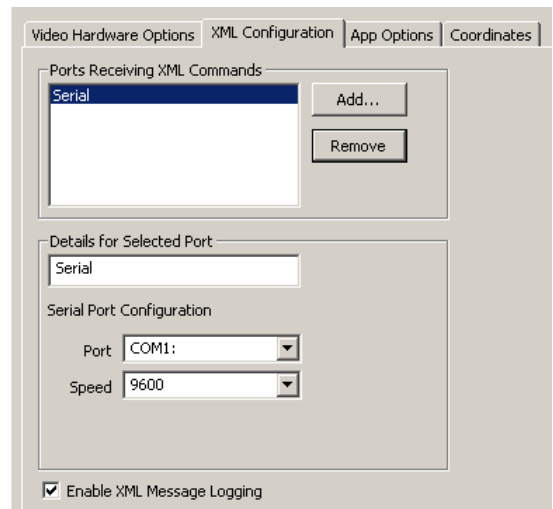 Video Hardware Options XML Configuration App Options Coordinates
Ports Receiving XML Commands
Serial
Add...
Remove
Details for Selected Port
Serial
Serial Port Configuration
Port COM1:
Speed 9600
Enable XML Message Logging